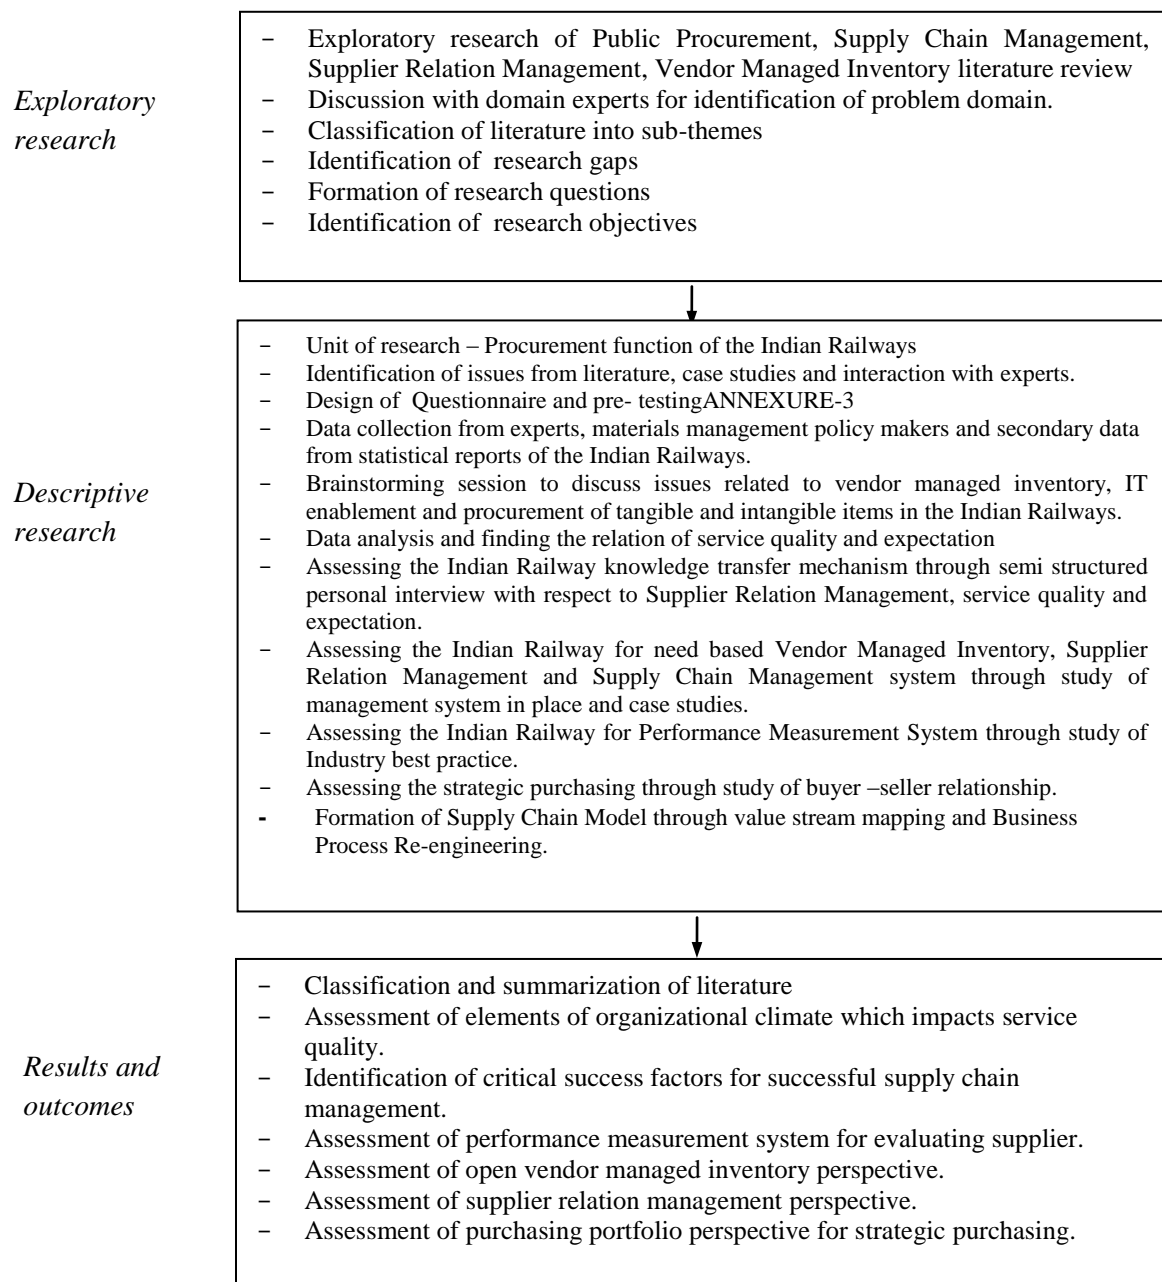 - Exploratory research of Public Procurement, Supply Chain Management,
Supplier Relation Management, Vendor Managed Inventory literature review
- Discussion with domain experts for identification of problem domain.
- Classification of literature into sub-themes
- Identification of research gaps
- Formation of research questions
- Identification of research objectives
Exploratory
research
- Unit of research – Procurement function of the Indian Railways
- Identification of issues from literature, case studies and interaction with experts.
- Design of Questionnaire and pre- testingANNEXURE-3
- Data collection from experts, materials management policy makers and secondary data
from statistical reports of the Indian Railways.
- Brainstorming session to discuss issues related to vendor managed inventory, IT
enablement and procurement of tangible and intangible items in the Indian Railways.
- Data analysis and finding the relation of service quality and expectation
- Assessing the Indian Railway knowledge transfer mechanism through semi structured
personal interview with respect to Supplier Relation Management, service quality and
expectation.
- Assessing the Indian Railway for need based Vendor Managed Inventory, Supplier
Relation Management and Supply Chain Management system through study of
management system in place and case studies.
- Assessing the Indian Railway for Performance Measurement System through study of
Industry best practice.
- Assessing the strategic purchasing through study of buyer –seller relationship.
- Formation of Supply Chain Model through value stream mapping and Business
Process Re-engineering.
Descriptive
research
- Classification and summarization of literature
- Assessment of elements of organizational climate which impacts service
quality.
- Identification of critical success factors for successful supply chain
management.
- Assessment of performance measurement system for evaluating supplier.
- Assessment of open vendor managed inventory perspective.
- Assessment of supplier relation management perspective.
- Assessment of purchasing portfolio perspective for strategic purchasing.
Results and
outcomes